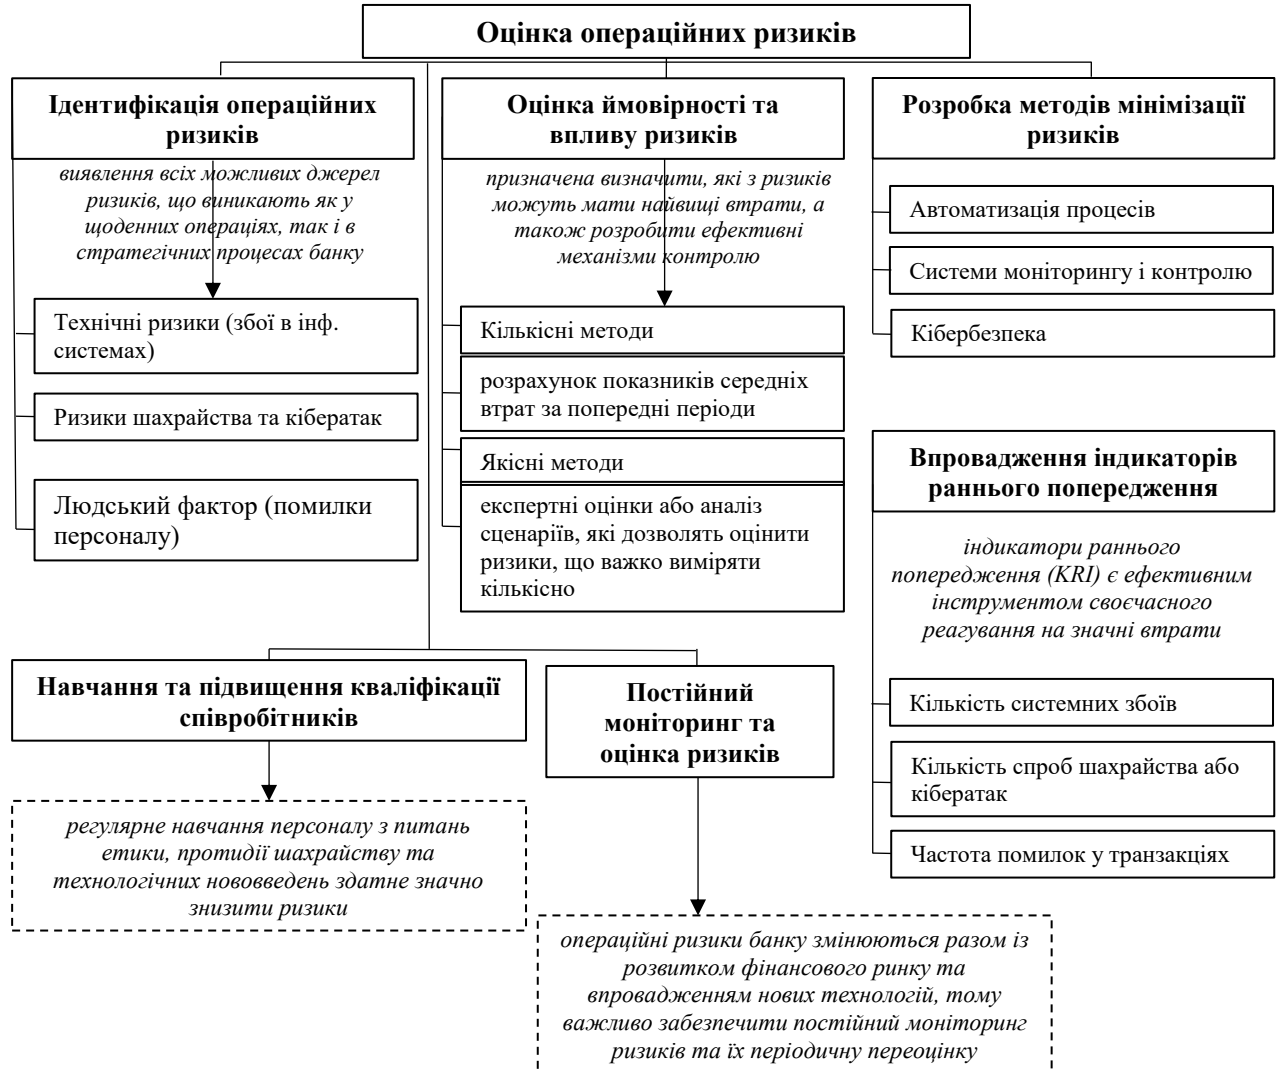 Оцінка операційних ризиків
Ідентифікація операційних
ризиків
виявлення всіх можливих джерел
ризиків, що виникають як у
щоденних операціях, так і в
стратегічних процесах банку
Технічні ризики (збої в інф.
системах)
Ризики шахрайства та кібератак
Людський фактор (помилки
персоналу)
Оцінка ймовірності та
впливу ризиків
призначена визначити, які з ризиків
можуть мати найвищі втрати, а
також розробити ефективні
механізми контролю
Кількісні методи
розрахунок показників середніх
втрат за попередні періоди
Якісні методи
експертні оцінки або аналіз
сценаріїв, які дозволять оцінити
ризики, що важко виміряти
кількісно
Розробка методів мінімізації
ризиків
Автоматизація процесів
Системи моніторингу і контролю
Кібербезпека
Впровадження індикаторів
раннього попередження
індикатори раннього
попередження (KRI) є ефективним
інструментом своєчасного
реагування на значні втрати
Кількість системних збоїв
Кількість спроб шахрайства або
кібератак
Частота помилок у транзакціях
Навчання та підвищення кваліфікації
співробітників
регулярне навчання персоналу з питань
етики, протидії шахрайству та
технологічних нововведень здатне значно
знизити ризики
Постійний
моніторинг та
оцінка ризиків
операційні ризики банку змінюються разом із
розвитком фінансового ринку та
впровадженням нових технологій, тому
важливо забезпечити постійний моніторинг
ризиків та їх періодичну переоцінку